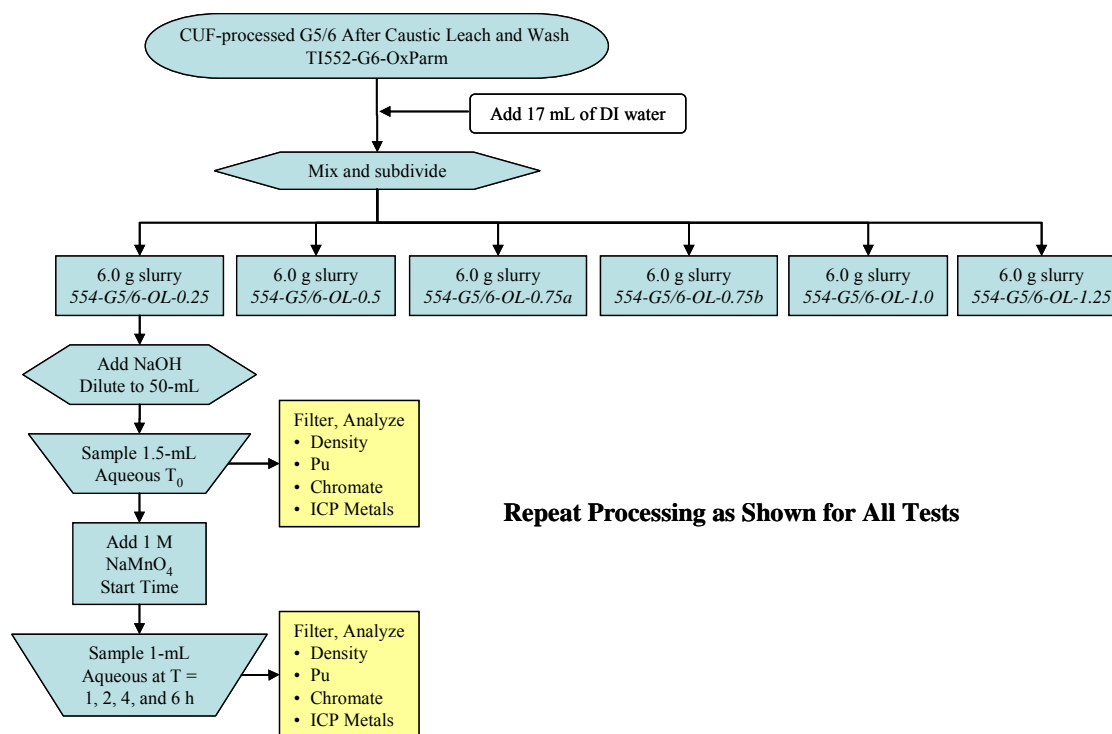 CUF-processed G5/6 After Caustic Leach and Wash
TI552-G6-OxParm
Add 17 mL of DI water
Mix and subdivide
6.0 g slurry
554-G5/6-OL-0.25
6.0 g slurry
554-G5/6-OL-0.5
6.0 g slurry
554-G5/6-OL-0.75a
6.0 g slurry
554-G5/6-OL-0.75b
6.0 g slurry
554-G5/6-OL-1.0
6.0 g slurry
554-G5/6-OL-1.25
Add NaOH
Dilute to 50-mL
Sample 1.5-mL
Aqueous T₀
Filter, Analyze
• Density
• Pu
• Chromate
• ICP Metals
Repeat Processing as Shown for All Tests
Add 1 M
NaMnO₄
Start Time
Sample 1-mL
Aqueous at T =
1, 2, 4, and 6 h
Filter, Analyze
• Density
• Pu
• Chromate
• ICP Metals